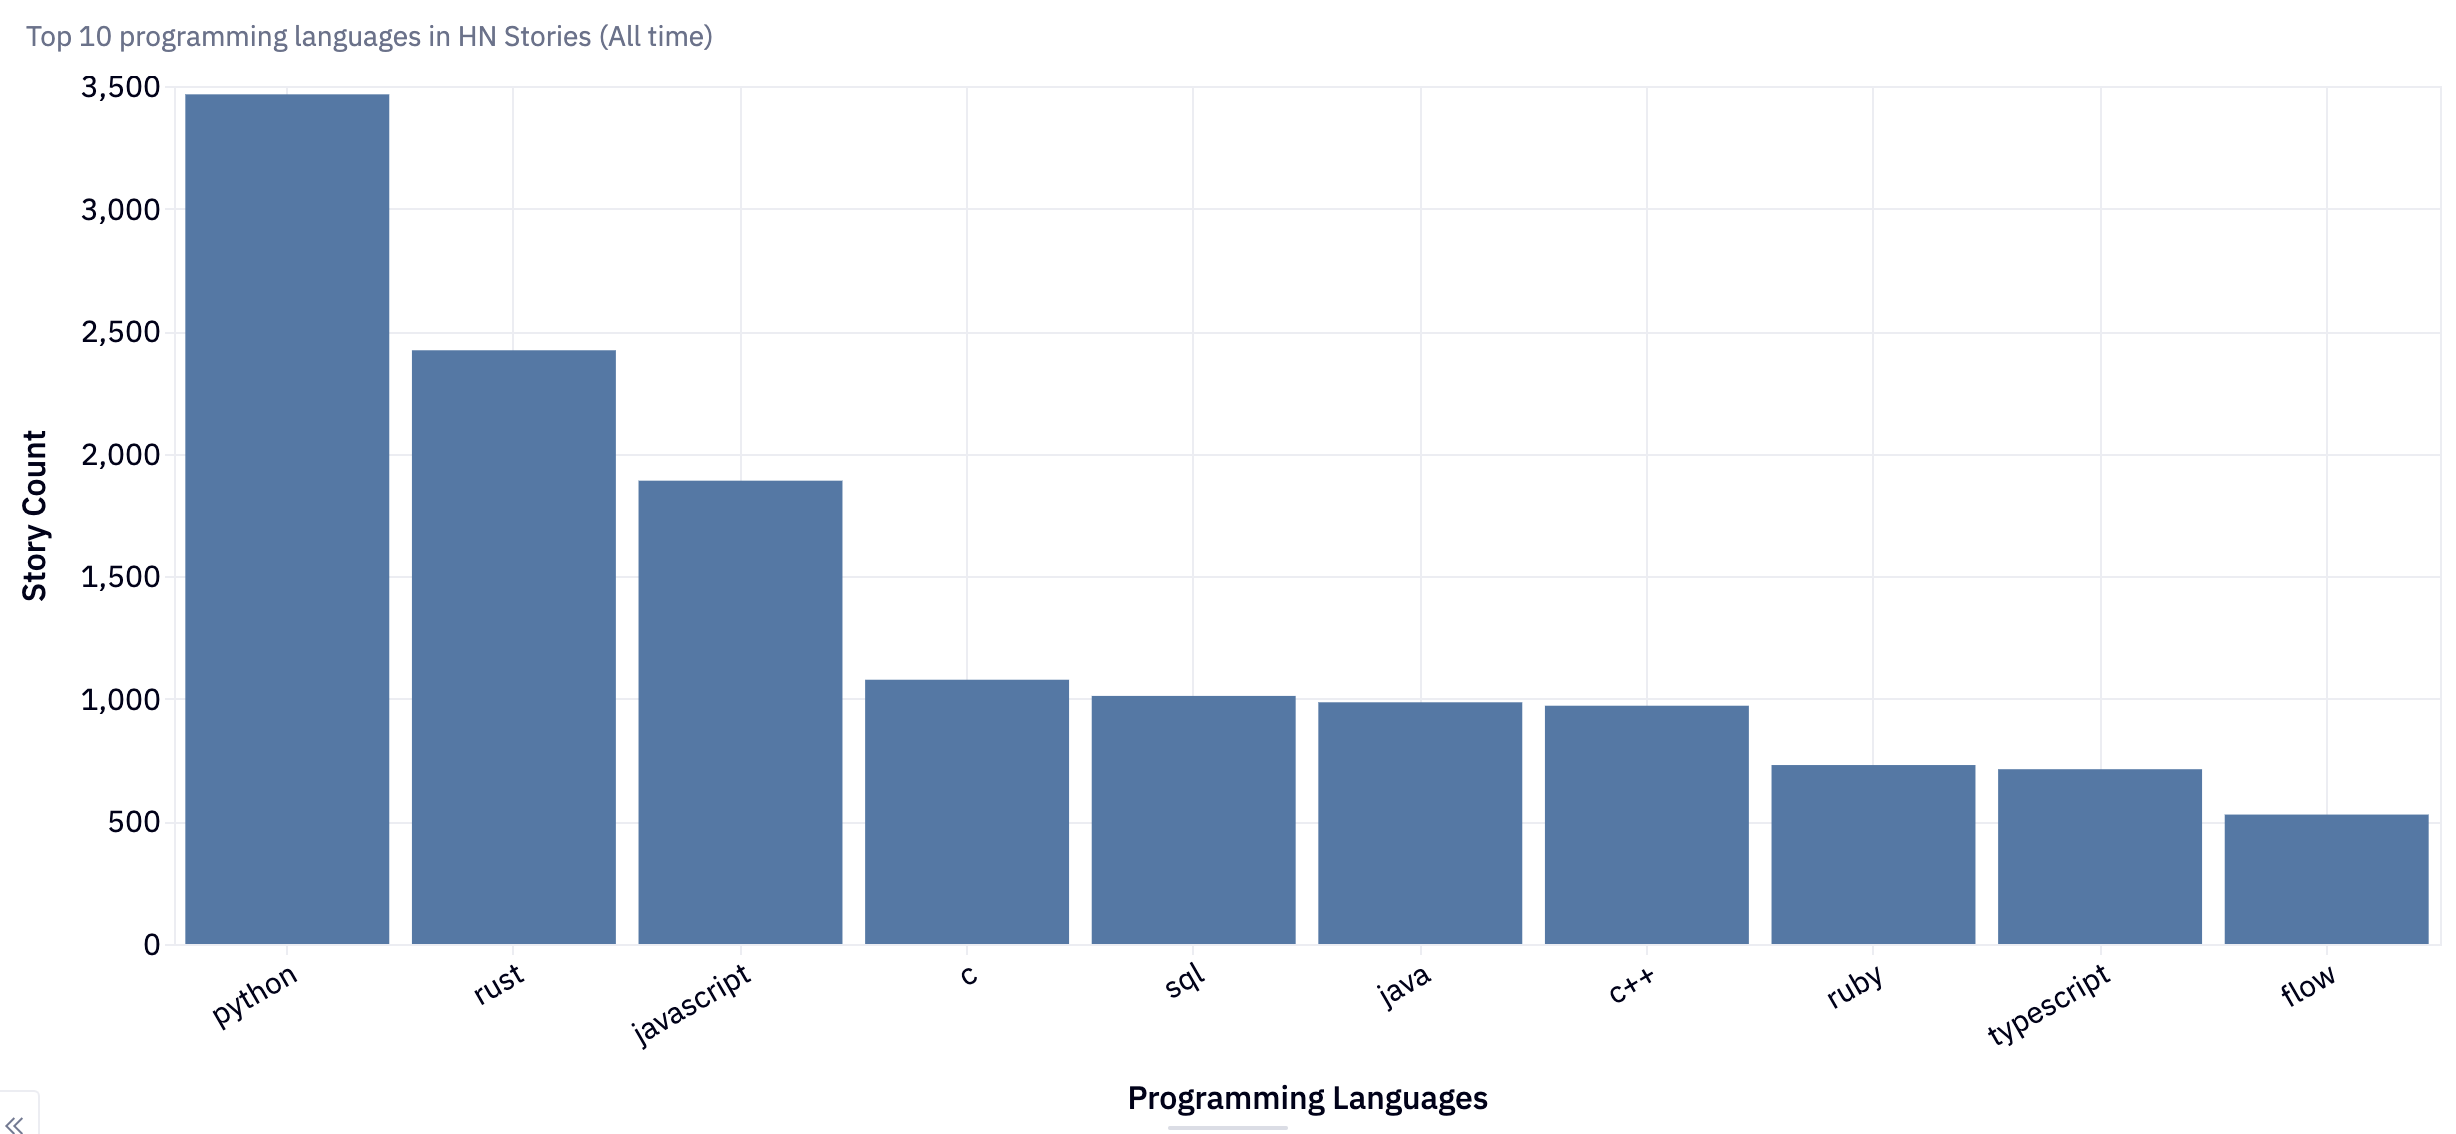 Top 10 programming languages in HN Stories (All time)
3,500
3,000
2,500
2,000
1,500
1,000
500
0
Story Count
python
rust
javascript
c
sql
java
c++
ruby
typescript
flow
Programming Languages
«